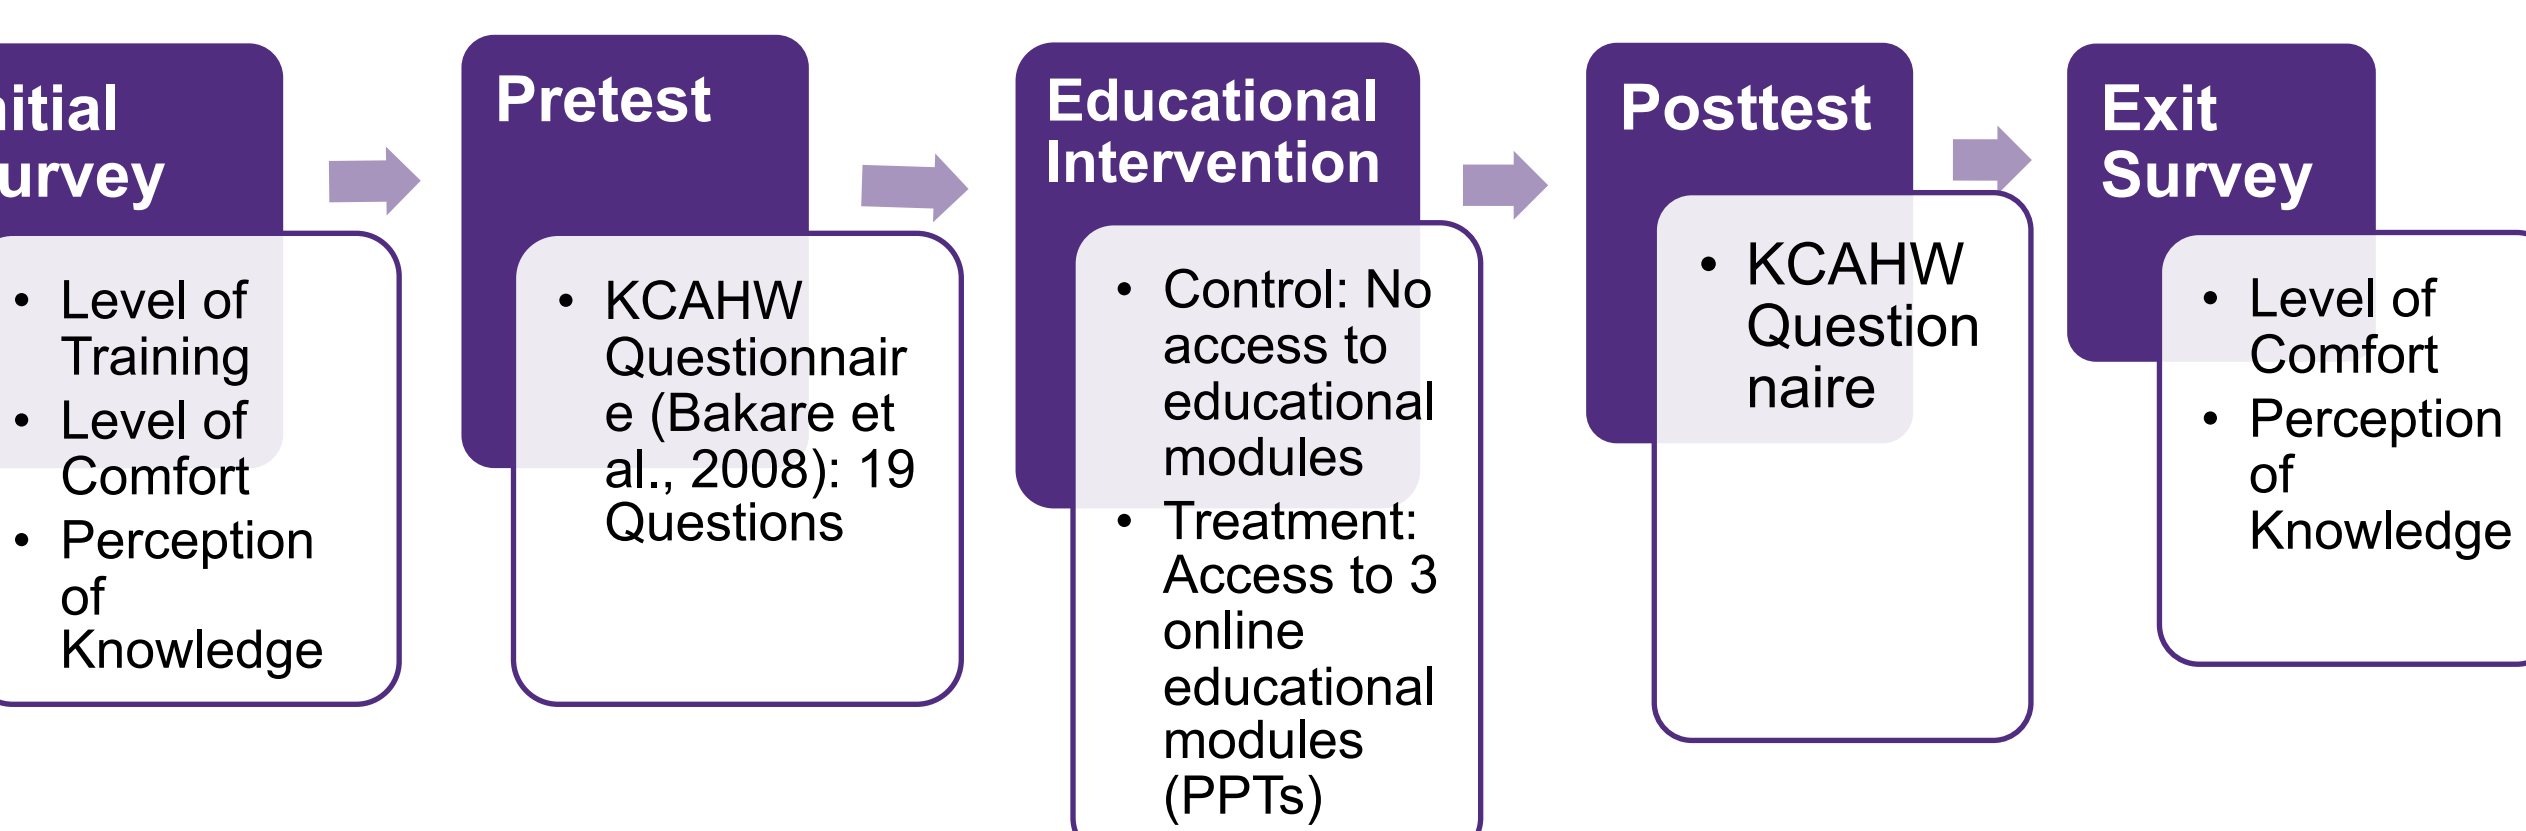 nitial
urvey
• Level of
Training
• Level of
Comfort
• Perception
of
Knowledge
Pretest
• KCAHW
Questionnair
e (Bakare et
al., 2008): 19
Questions
Educational
Intervention
• Control: No
access to
educational
modules
• Treatment:
Access to 3
online
educational
modules
(PPTs)
Posttest
• KCAHW
Question
naire
Exit
Survey
• Level of
Comfort
• Perception
of
Knowledge